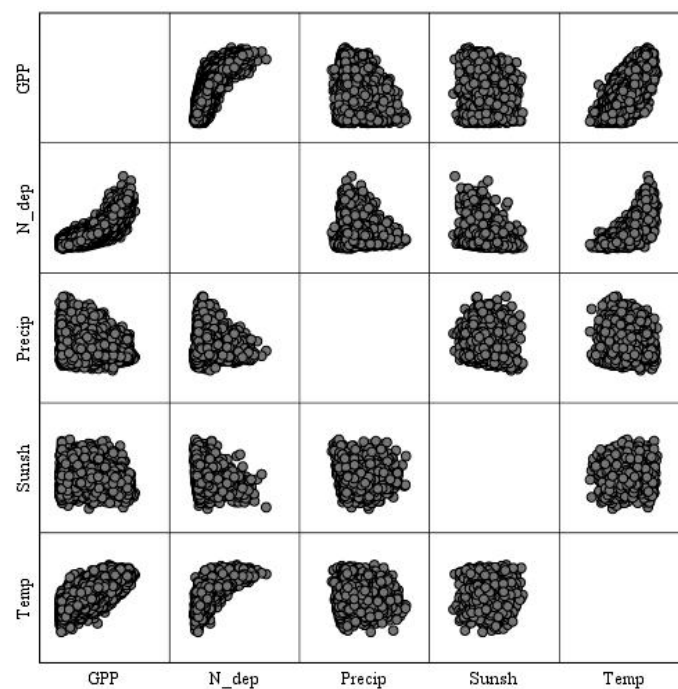 GPP
N_dep
Precip
Sunsh
Temp
GPP
N_dep
Precip
Sunsh
Temp